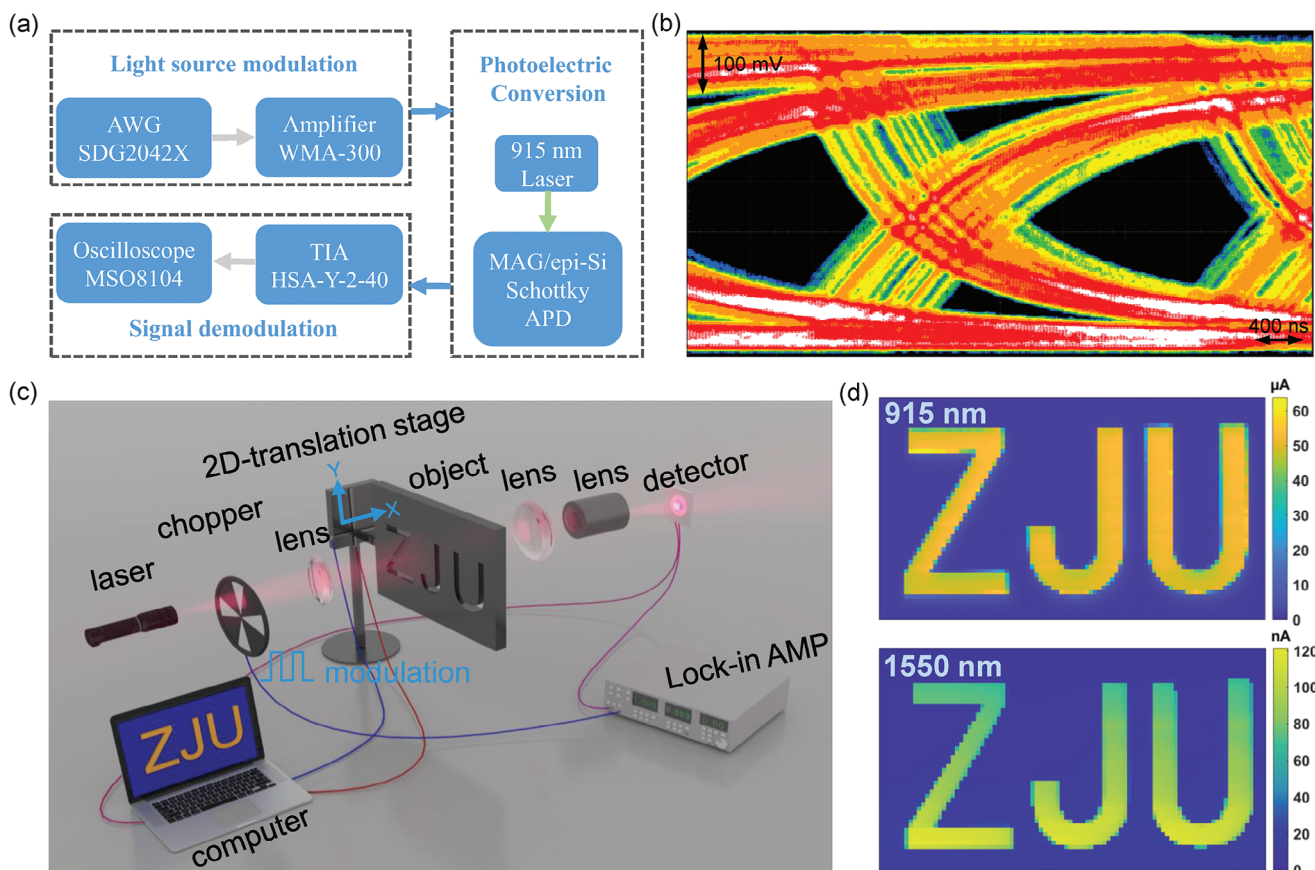 (a)
Light source modulation
AWG
SDG2042X
Amplifier
WMA-300
Photoelectric
Conversion
915 nm
Laser
MAG/epi-Si
Schottky
APD
Oscilloscope
MSO8104
TIA
HSA-Y-2-40
Signal demodulation
(b)
100 mV
400 ns
(c)
2D-translation stage
Y
X
object
lens
lens
detector
chopper
lens
laser
ZJU
modulation
Lock-in AMP
ZJU
computer
(d)
915 nm
ZJU
µA
60
50
40
30
20
10
0
1550 nm
ZJU
nA
120
100
80
60
40
20
0